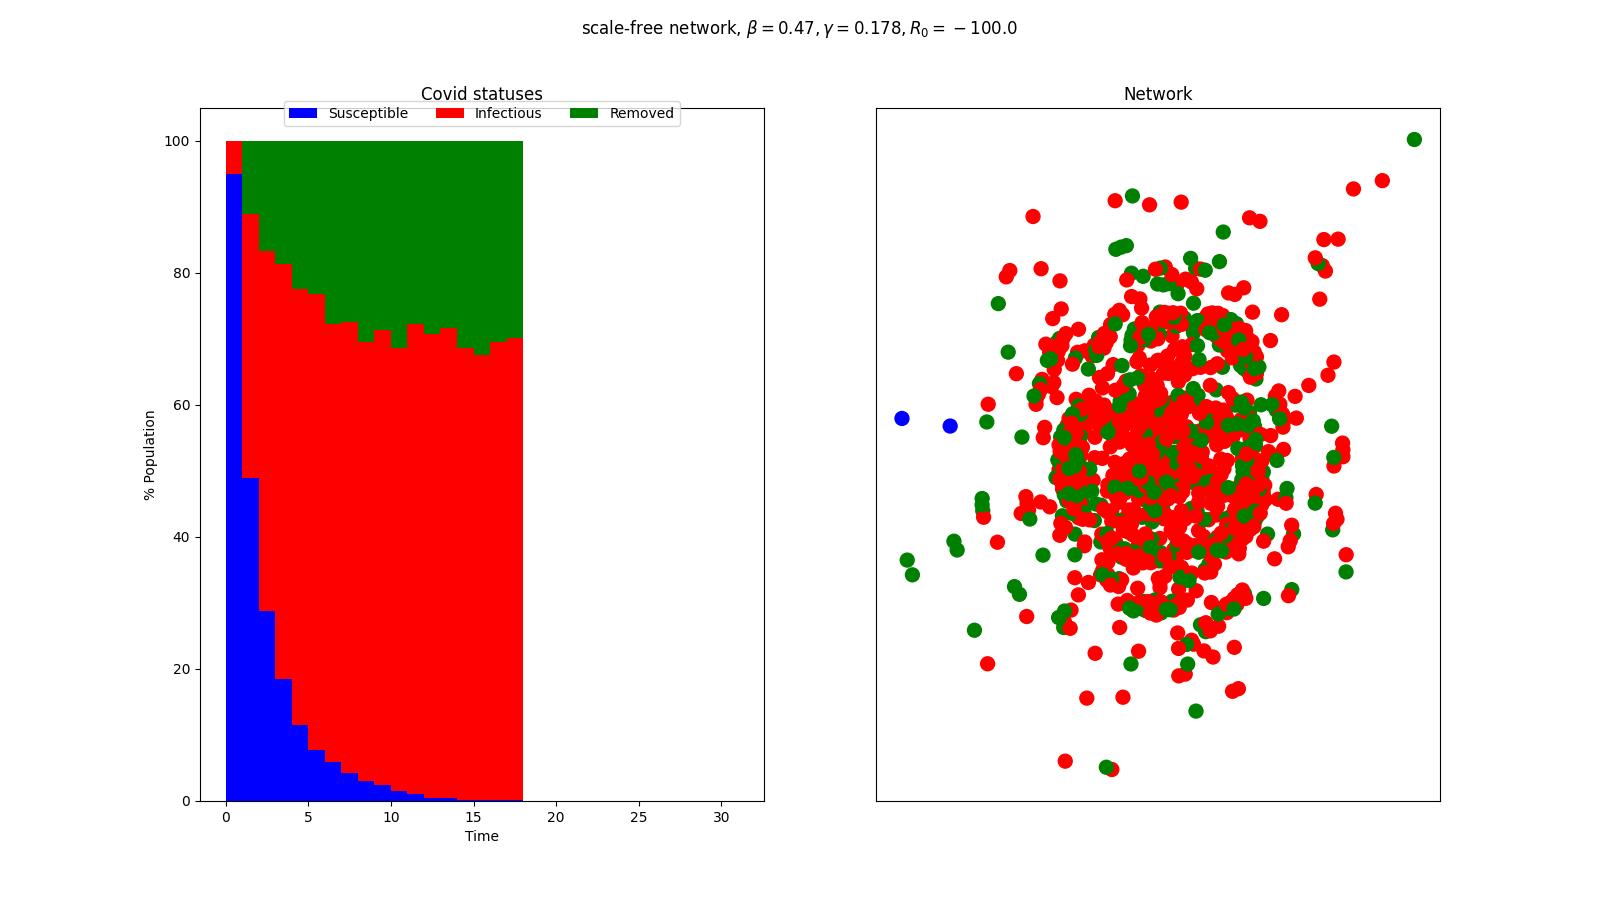 scale-free network, β = 0.47, γ = 0.178, R₀ = − 100.0
Covid statuses
Susceptible Infectious Removed
100
80
60
40
20
0
% Population
0 5 10 15 20 25 30
Time
Network